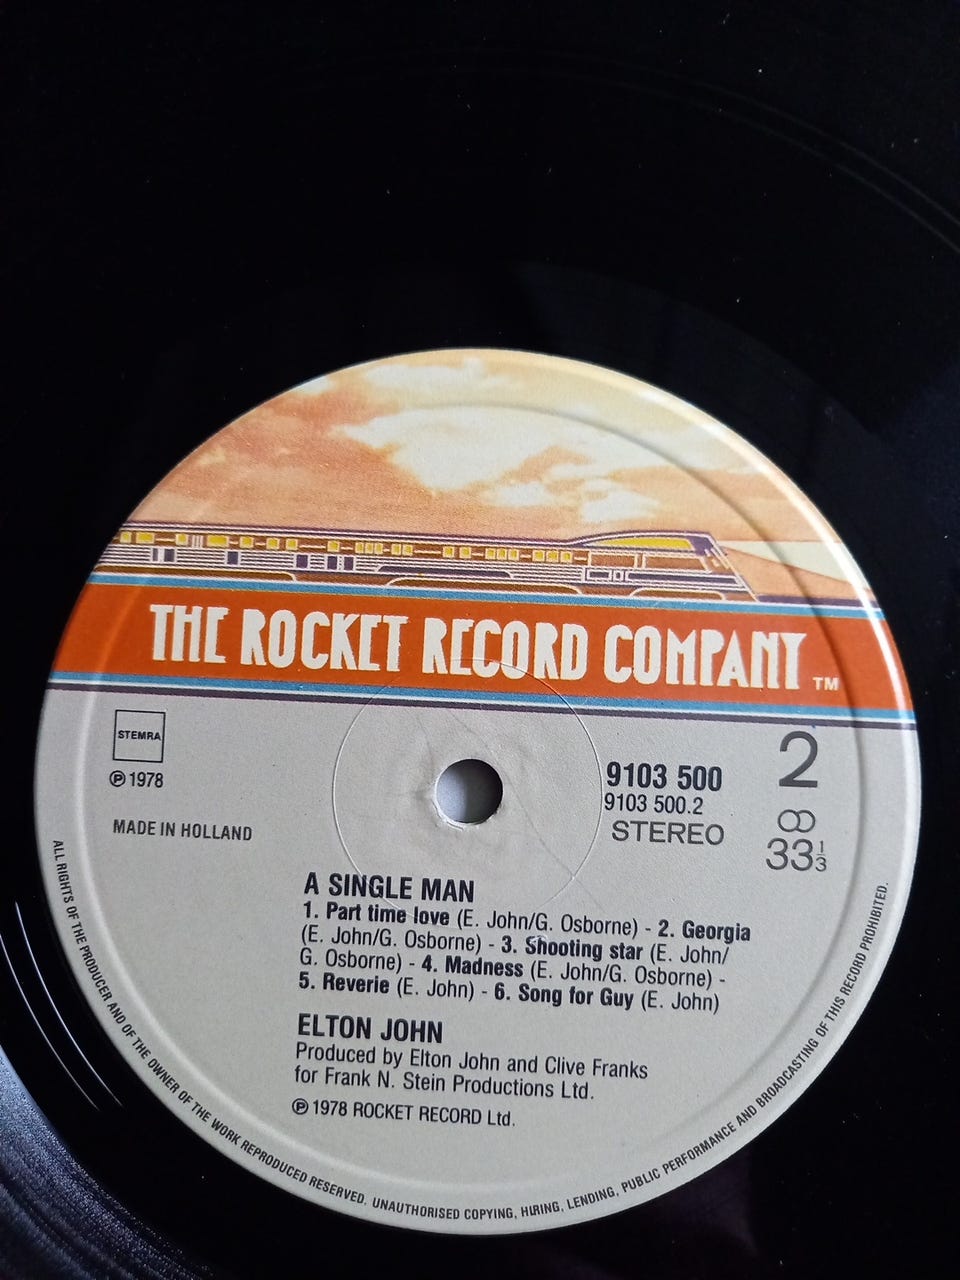 THE ROCKET RECORD COMPANY TM
STEMRA
℗ 1978
MADE IN HOLLAND
9103 500
9103 500.2
STEREO
2
33⅓
A SINGLE MAN
1. Part time love (E. John/G. Osborne) - 2. Georgia
(E. John/G. Osborne) - 3. Shooting star (E. John/
G. Osborne) - 4. Madness (E. John/G. Osborne) -
5. Reverie (E. John) - 6. Song for Guy (E. John)
ELTON JOHN
Produced by Elton John and Clive Franks
for Frank N. Stein Productions Ltd.
℗ 1978 ROCKET RECORD Ltd.
ALL RIGHTS OF THE PRODUCER AND OF THE OWNER OF THE WORK REPRODUCED RESERVED. UNAUTHORISED COPYING, HIRING, LENDING, PUBLIC PERFORMANCE AND BROADCASTING OF THIS RECORD PROHIBITED.